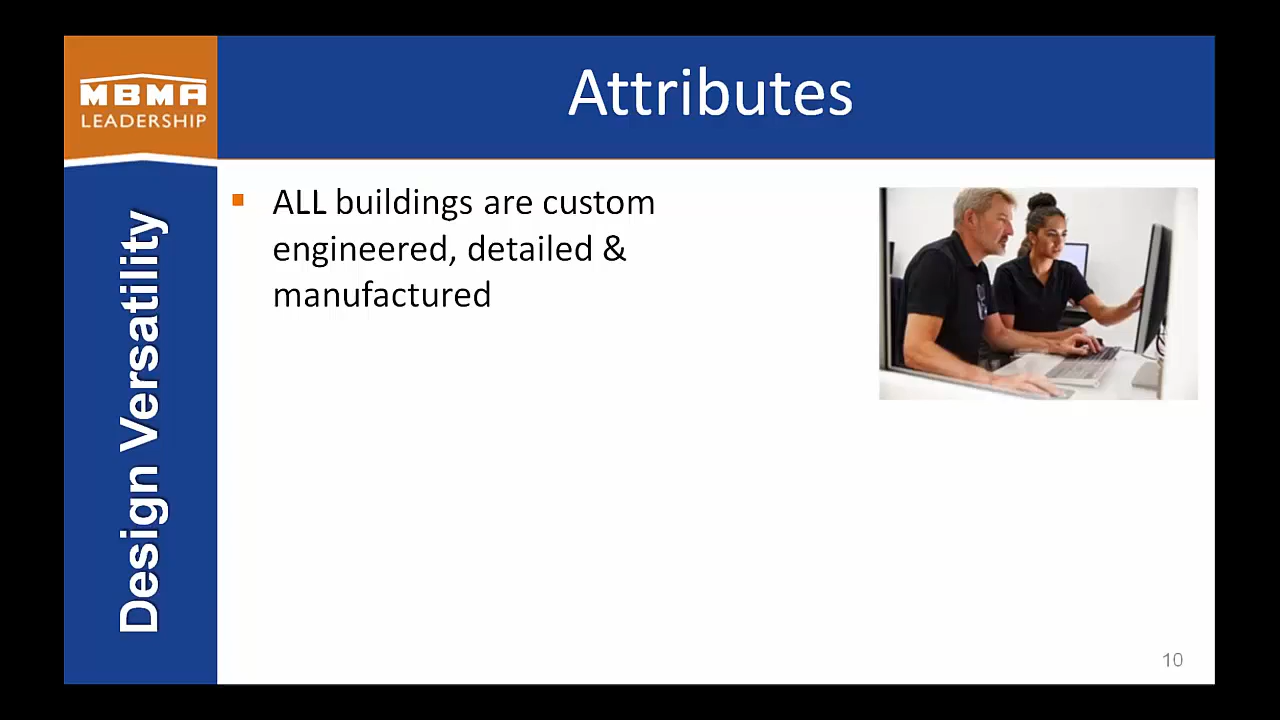 MBMA
LEADERSHIP
Attributes
Design Versatility
▪ ALL buildings are custom
engineered, detailed &
manufactured
10